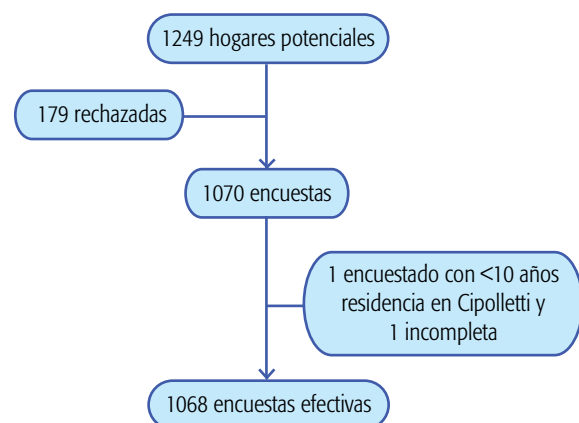 1249 hogares potenciales
179 rechazadas
1070 encuestas
1 encuestado con <10 años
residencia en Cipolletti y
1 incompleta
1068 encuestas efectivas